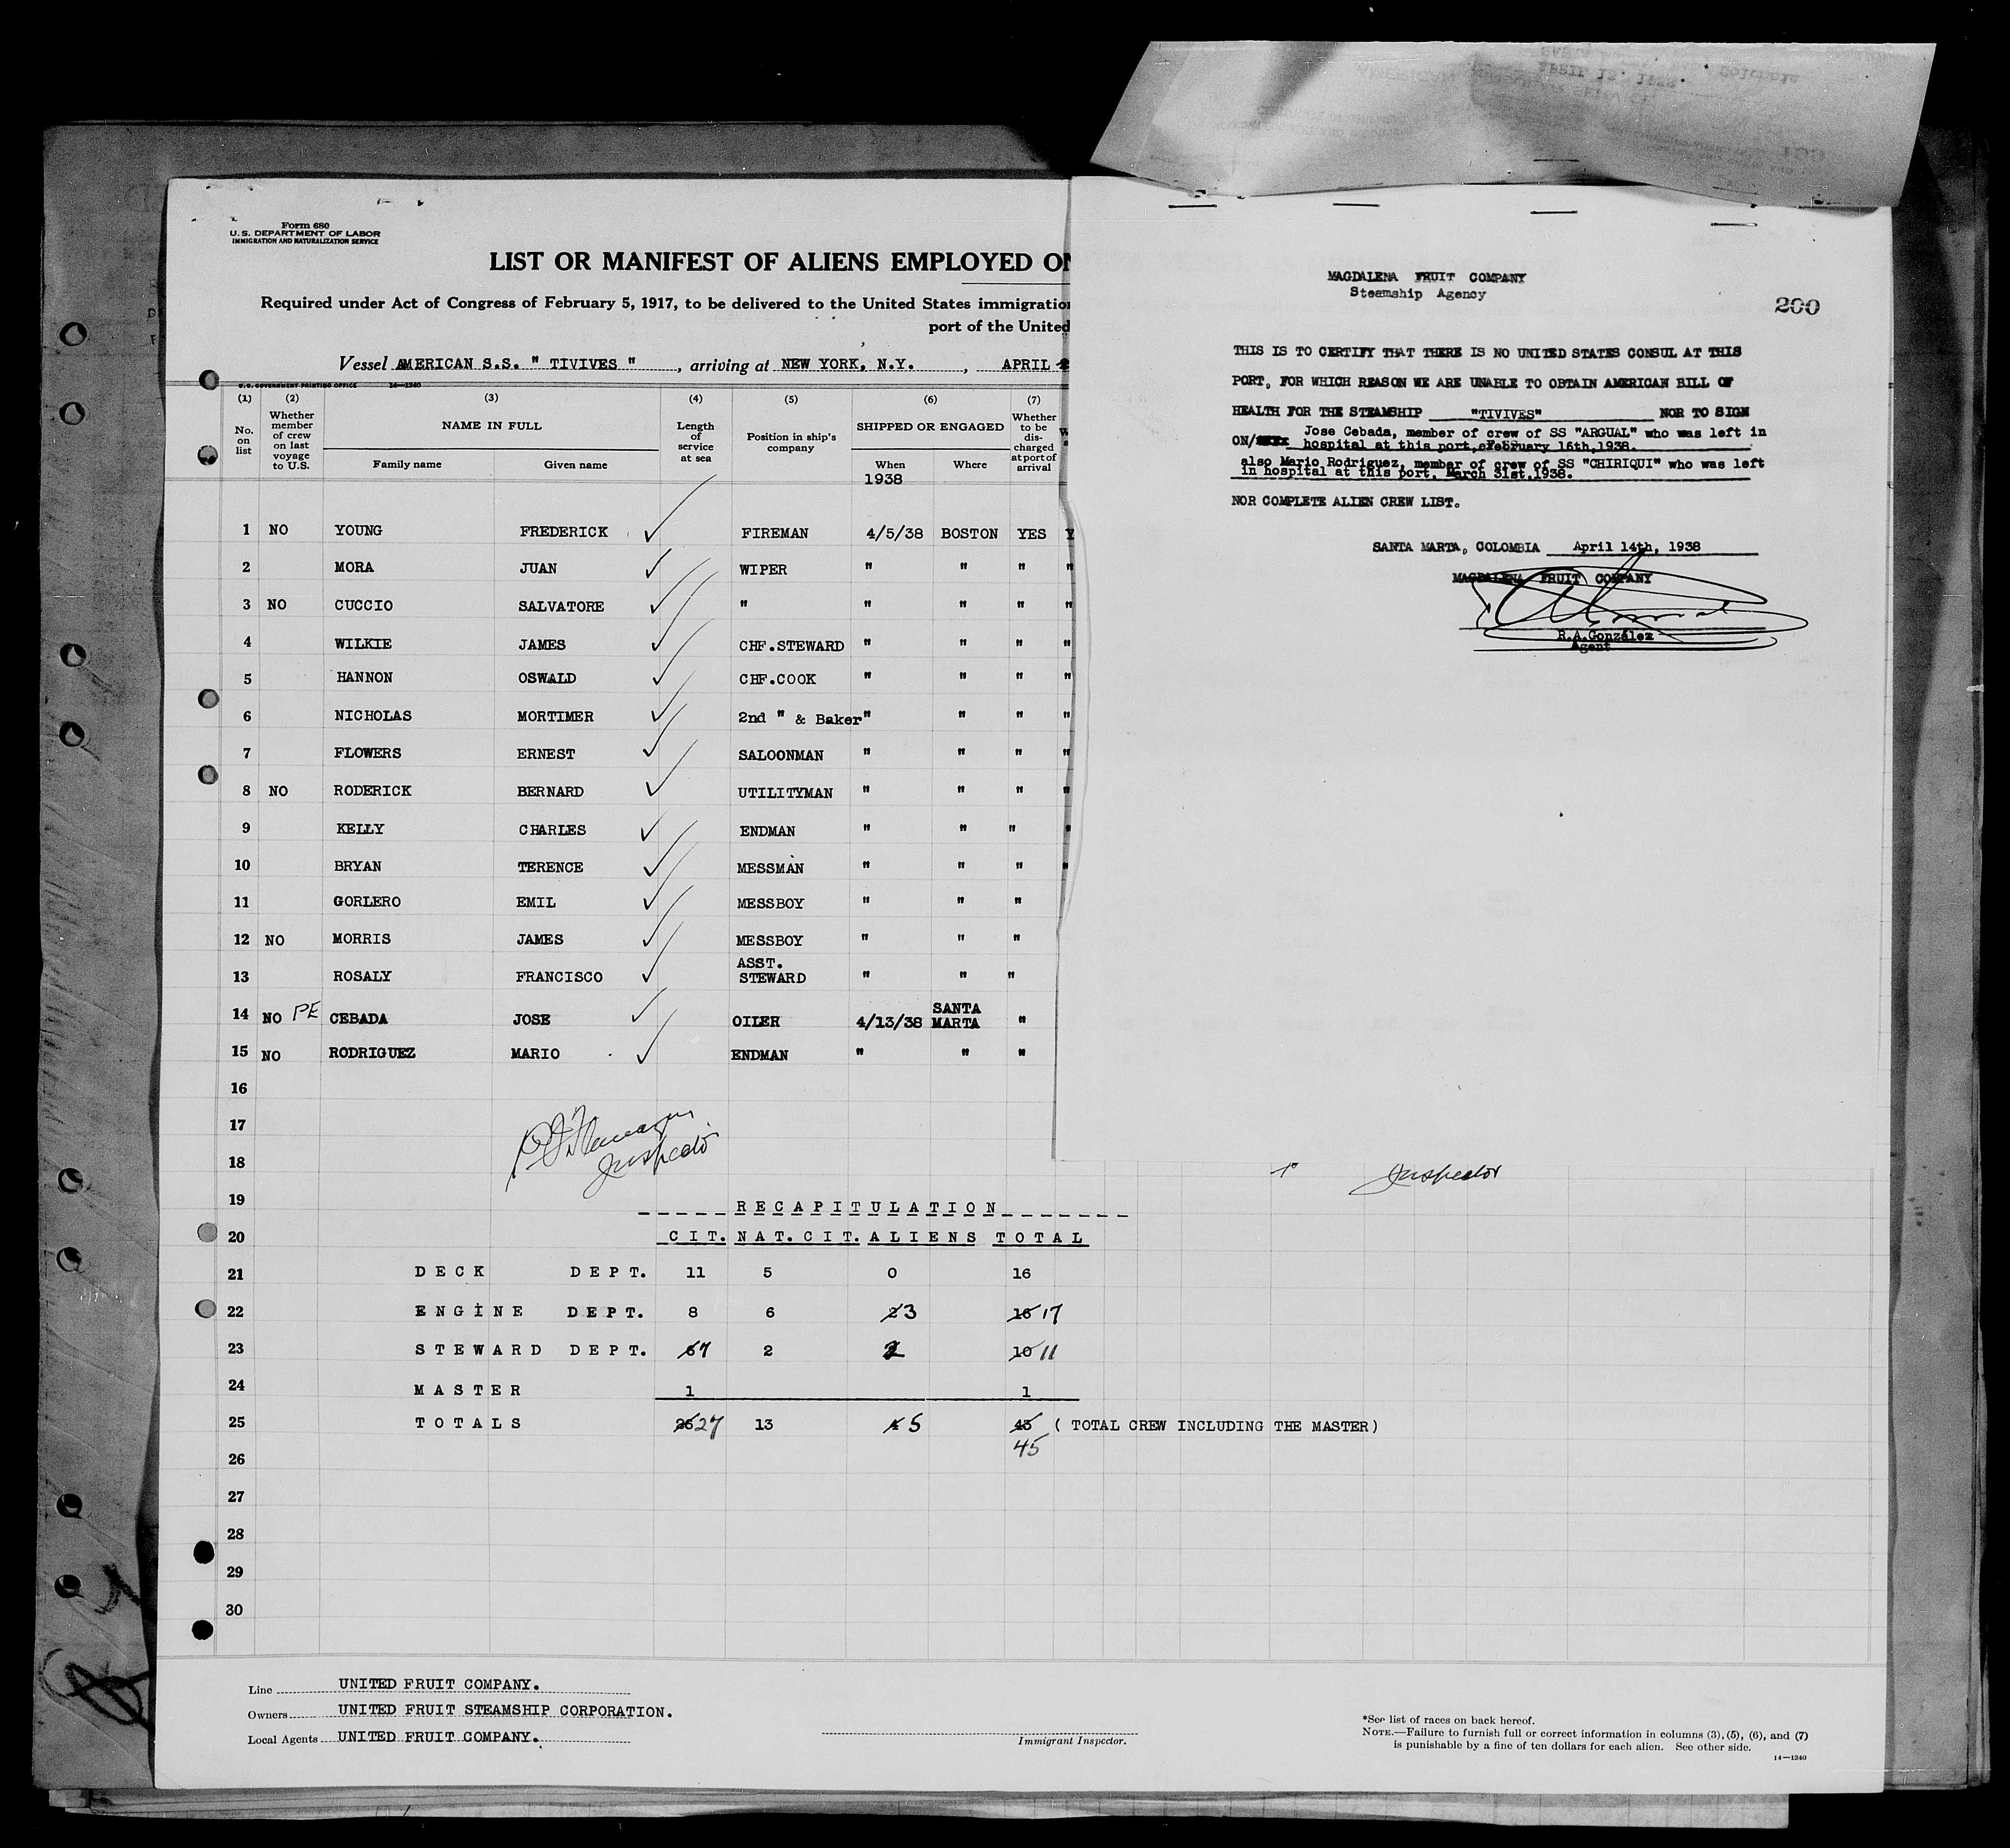 Form 680
U.S. DEPARTMENT OF LABOR
IMMIGRATION AND NATURALIZATION SERVICE
LIST OR MANIFEST OF ALIENS EMPLOYED ON
Required under Act of Congress of February 5, 1917, to be delivered to the United States immigration
port of the United
Vessel AMERICAN S.S. " TIVIVES " , arriving at NEW YORK, N.Y. , APRIL
U.S. GOVERNMENT PRINTING OFFICE 14—1240
(1) (2) (3) (4) (5) (6) (7)
No. on list
Whether member of crew on last voyage to U.S.
NAME IN FULL
Family name Given name
Length of service at sea
Position in ship's company
SHIPPED OR ENGAGED
When Where
1938
Whether to be discharged at port of arrival
1 NO YOUNG FREDERICK FIREMAN 4/5/38 BOSTON YES Y
2 MORA JUAN WIPER " " " "
3 NO CUCCIO SALVATORE " " " " "
4 WILKIE JAMES CHF.STEWARD " " " "
5 HANNON OSWALD CHF.COOK " " " "
6 NICHOLAS MORTIMER 2nd " & Baker " " " "
7 FLOWERS ERNEST SALOONMAN " " " "
8 NO RODERICK BERNARD UTILITYMAN " " " "
9 KELLY CHARLES ENDMAN " " " "
10 BRYAN TERENCE MESSMAN " " " "
11 GORLERO EMIL MESSBOY " " "
12 NO MORRIS JAMES MESSBOY " " "
13 ROSALY FRANCISCO ASST. STEWARD " " "
14 NO PE CEBADA JOSE OILER 4/13/38 SANTA MARTA "
15 NO RODRIGUEZ MARIO ENDMAN " " "
16
17
Inspector
18
19 RECAPITULATION
20 CIT. NAT.CIT. ALIENS TOTAL
21 DECK DEPT. 11 5 0 16
22 ENGINE DEPT. 8 6 2 3 16 17
23 STEWARD DEPT. 6 7 2 2 10 11
24 MASTER 1 1
25 TOTALS 26 27 13 4 5 43 ( TOTAL CREW INCLUDING THE MASTER)
45
26
27
28
29
30
Line UNITED FRUIT COMPANY.
Owners UNITED FRUIT STEAMSHIP CORPORATION.
Local Agents UNITED FRUIT COMPANY.
Immigrant Inspector.
*See list of races on back hereof.
NOTE.—Failure to furnish full or correct information in columns (3), (5), (6), and (7)
is punishable by a fine of ten dollars for each alien. See other side.
14—1240
MAGDALENA FRUIT COMPANY
Steamship Agency
200
THIS IS TO CERTIFY THAT THERE IS NO UNITED STATES CONSUL AT THIS
PORT, FOR WHICH REASON WE ARE UNABLE TO OBTAIN AMERICAN BILL OF
HEALTH FOR THE STEAMSHIP "TIVIVES" NOR TO SIGN
ON/ Jose Cebada, member of crew of SS "ARGUAL" who was left in
hospital at this port, February 16th,1938.
also Mario Rodriguez, member of crew of SS "CHIRIQUI" who was left
in hospital at this port, March 31st,1938.
NOR COMPLETE ALIEN CREW LIST.
SANTA MARTA, COLOMBIA April 14th, 1938
MAGDALENA FRUIT COMPANY
R.A.González
Agent
Inspector